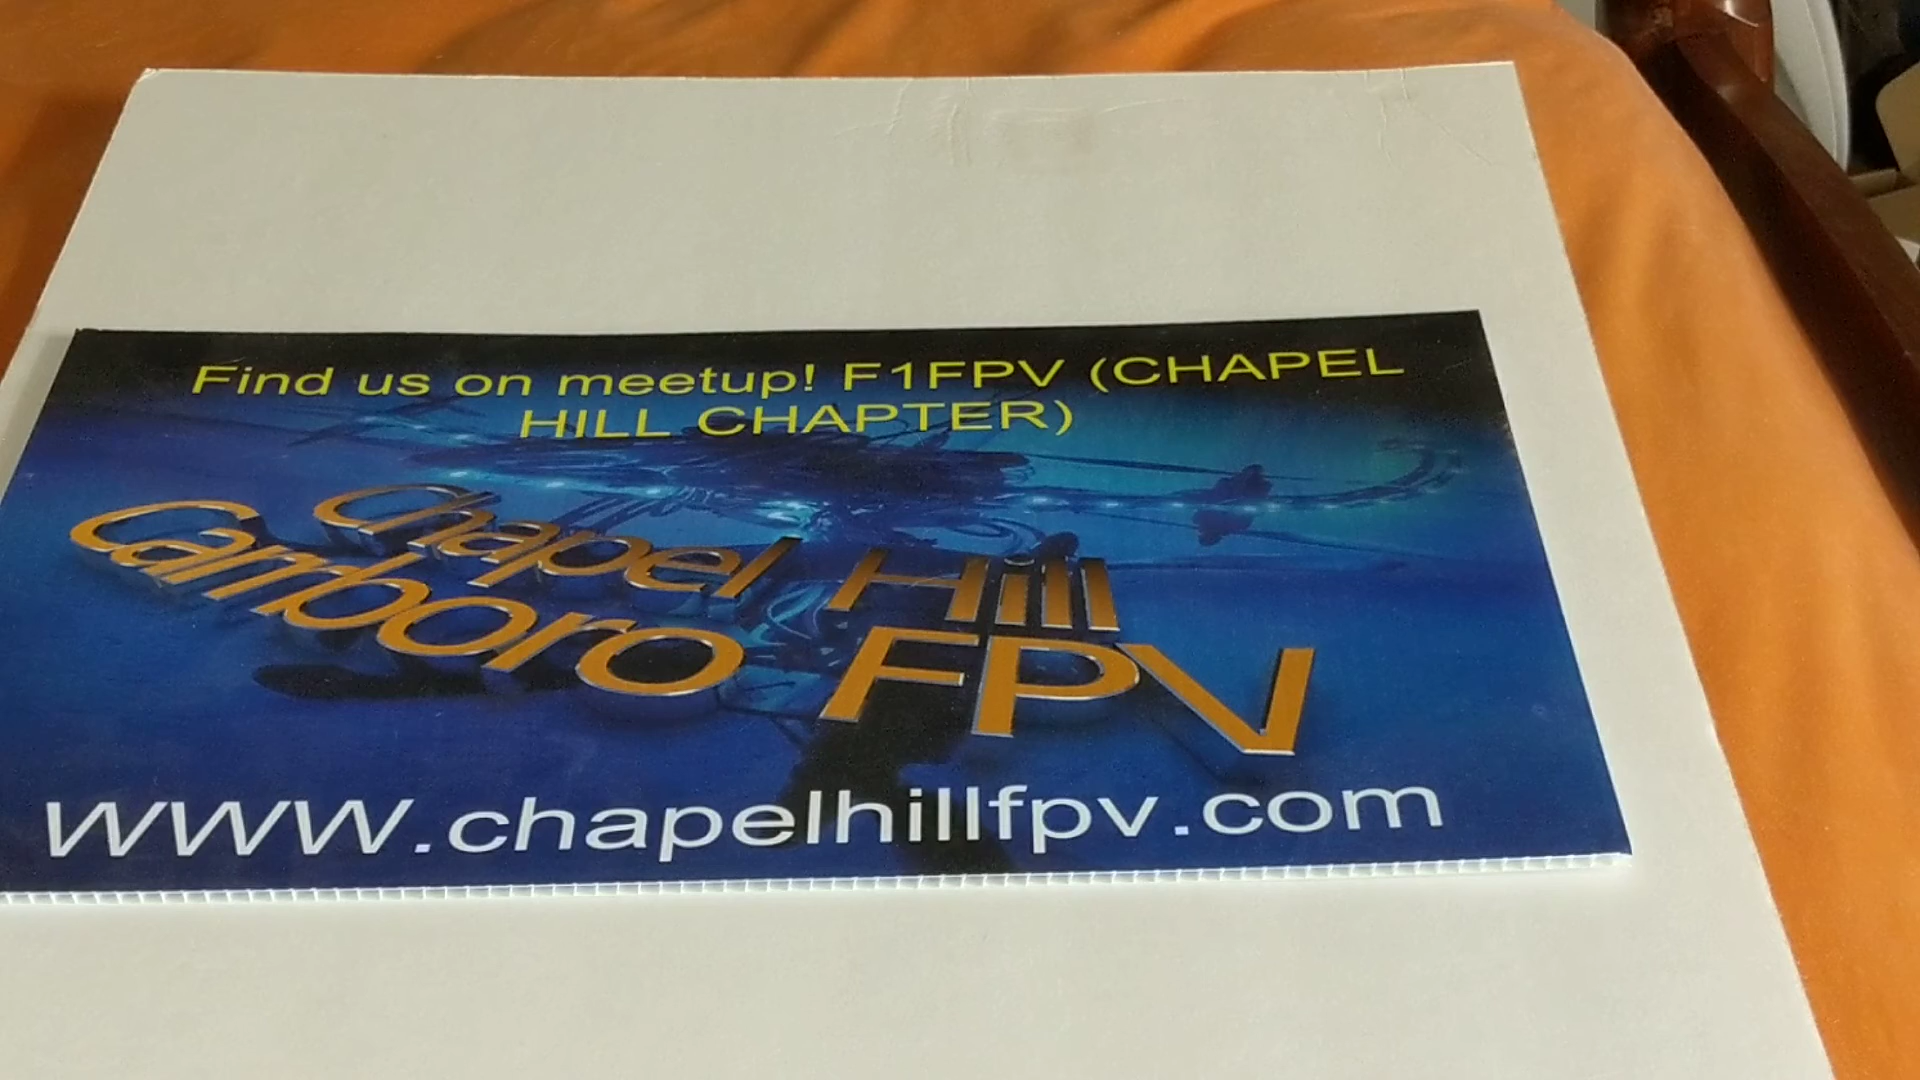 Find us on meetup! F1FPV (CHAPEL
HILL CHAPTER)
Chapel Hill
Carrboro FPV
www.chapelhillfpv.com